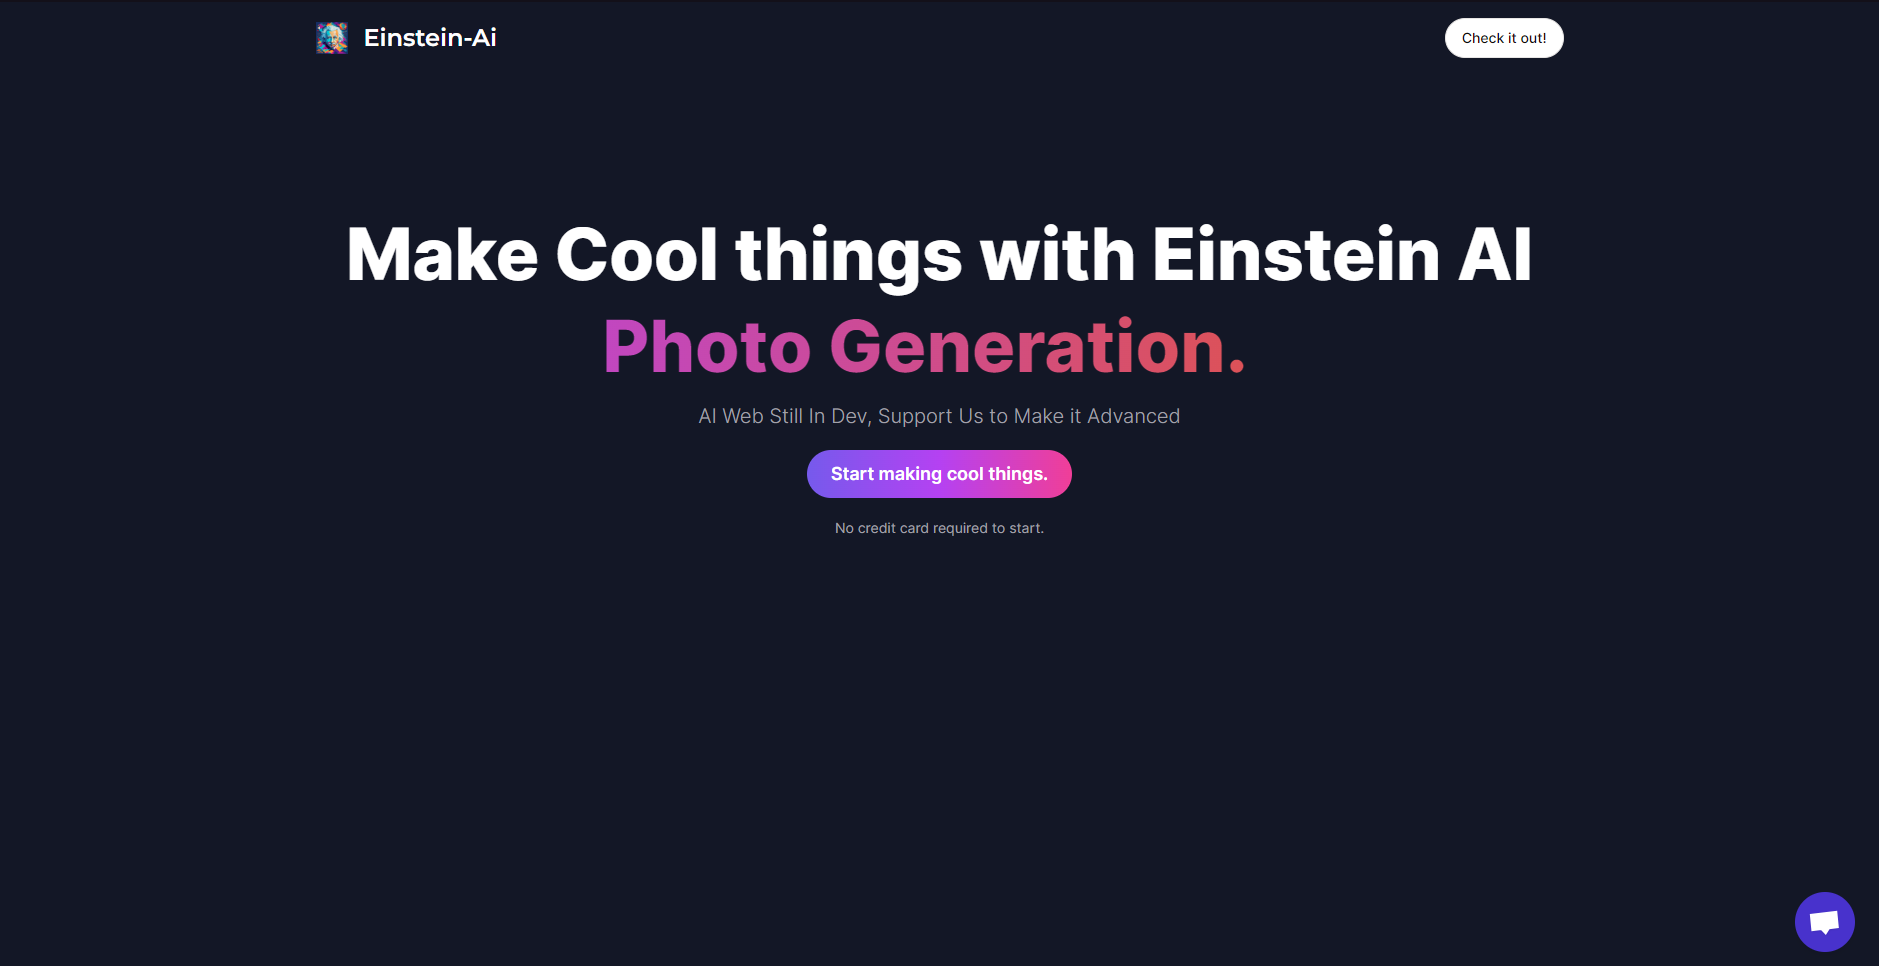 Einstein-Ai
Check it out!
Make Cool things with Einstein AI
Photo Generation.
AI Web Still In Dev, Support Us to Make it Advanced
Start making cool things.
No credit card required to start.